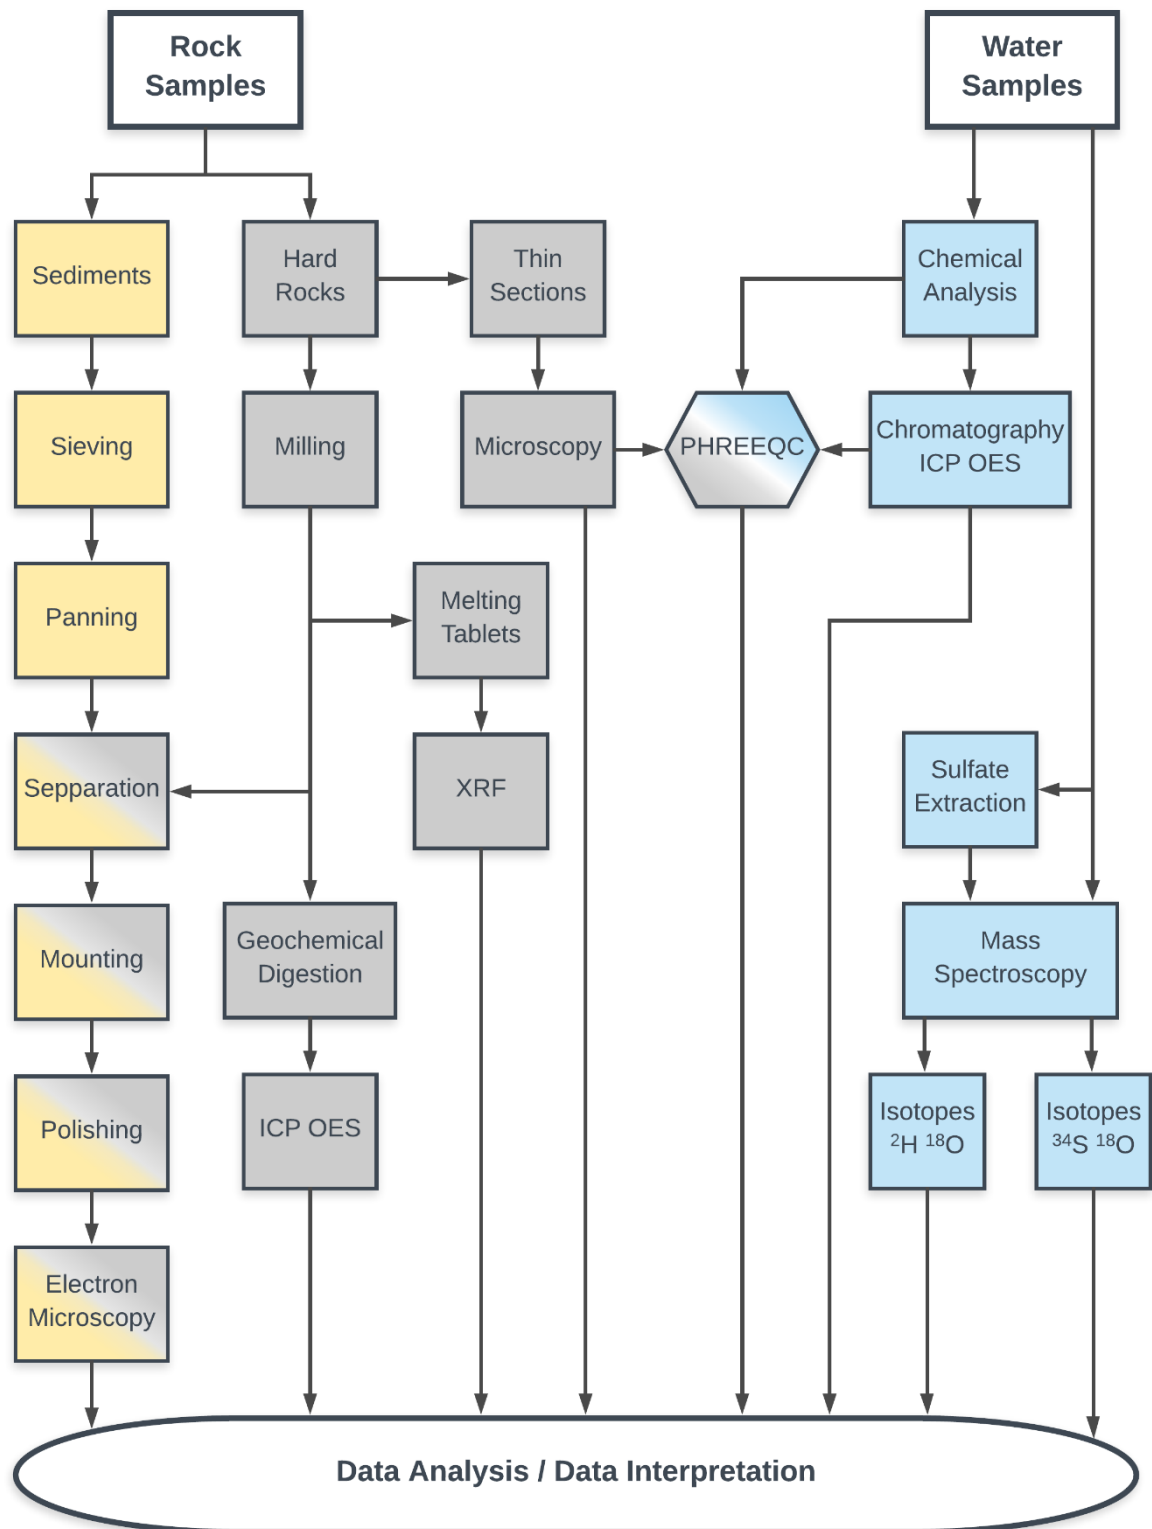 Rock
Samples
Water
Samples
Sediments
Hard
Rocks
Thin
Sections
Chemical
Analysis
Sieving
Milling
Microscopy
PHREEQC
Chromatography
ICP OES
Panning
Melting
Tablets
Sepparation
XRF
Sulfate
Extraction
Mounting
Geochemical
Digestion
Mass
Spectroscopy
Polishing
ICP OES
Isotopes
²H ¹⁸O
Isotopes
³⁴S ¹⁸O
Electron
Microscopy
Data Analysis / Data Interpretation